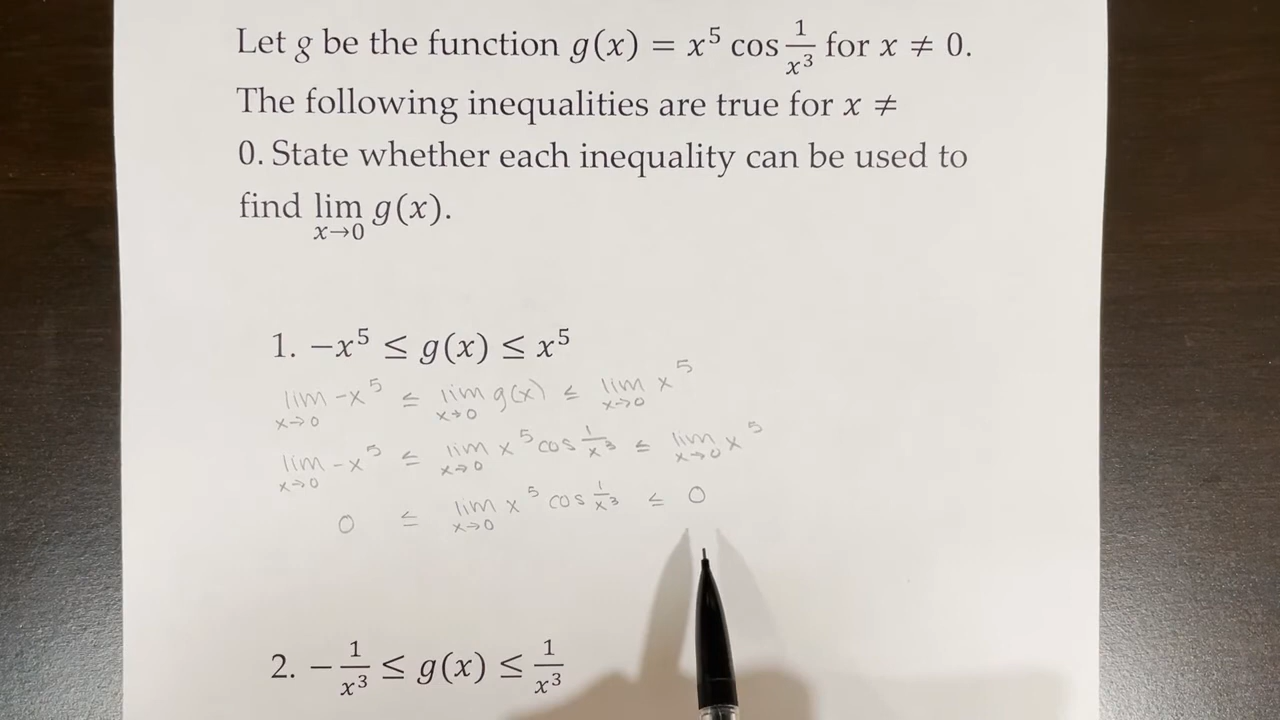 Let g be the function g(x) = x⁵ cos 1/x³ for x ≠ 0.
The following inequalities are true for x ≠
0. State whether each inequality can be used to
find lim x→0 g(x).
1. −x⁵ ≤ g(x) ≤ x⁵
lim x→0 −x⁵ ≤ lim x→0 g(x) ≤ lim x→0 x⁵
lim x→0 −x⁵ ≤ lim x→0 x⁵ cos 1/x³ ≤ lim x→0 x⁵
0 ≤ lim x→0 x⁵ cos 1/x³ ≤ 0
2. −1/x³ ≤ g(x) ≤ 1/x³